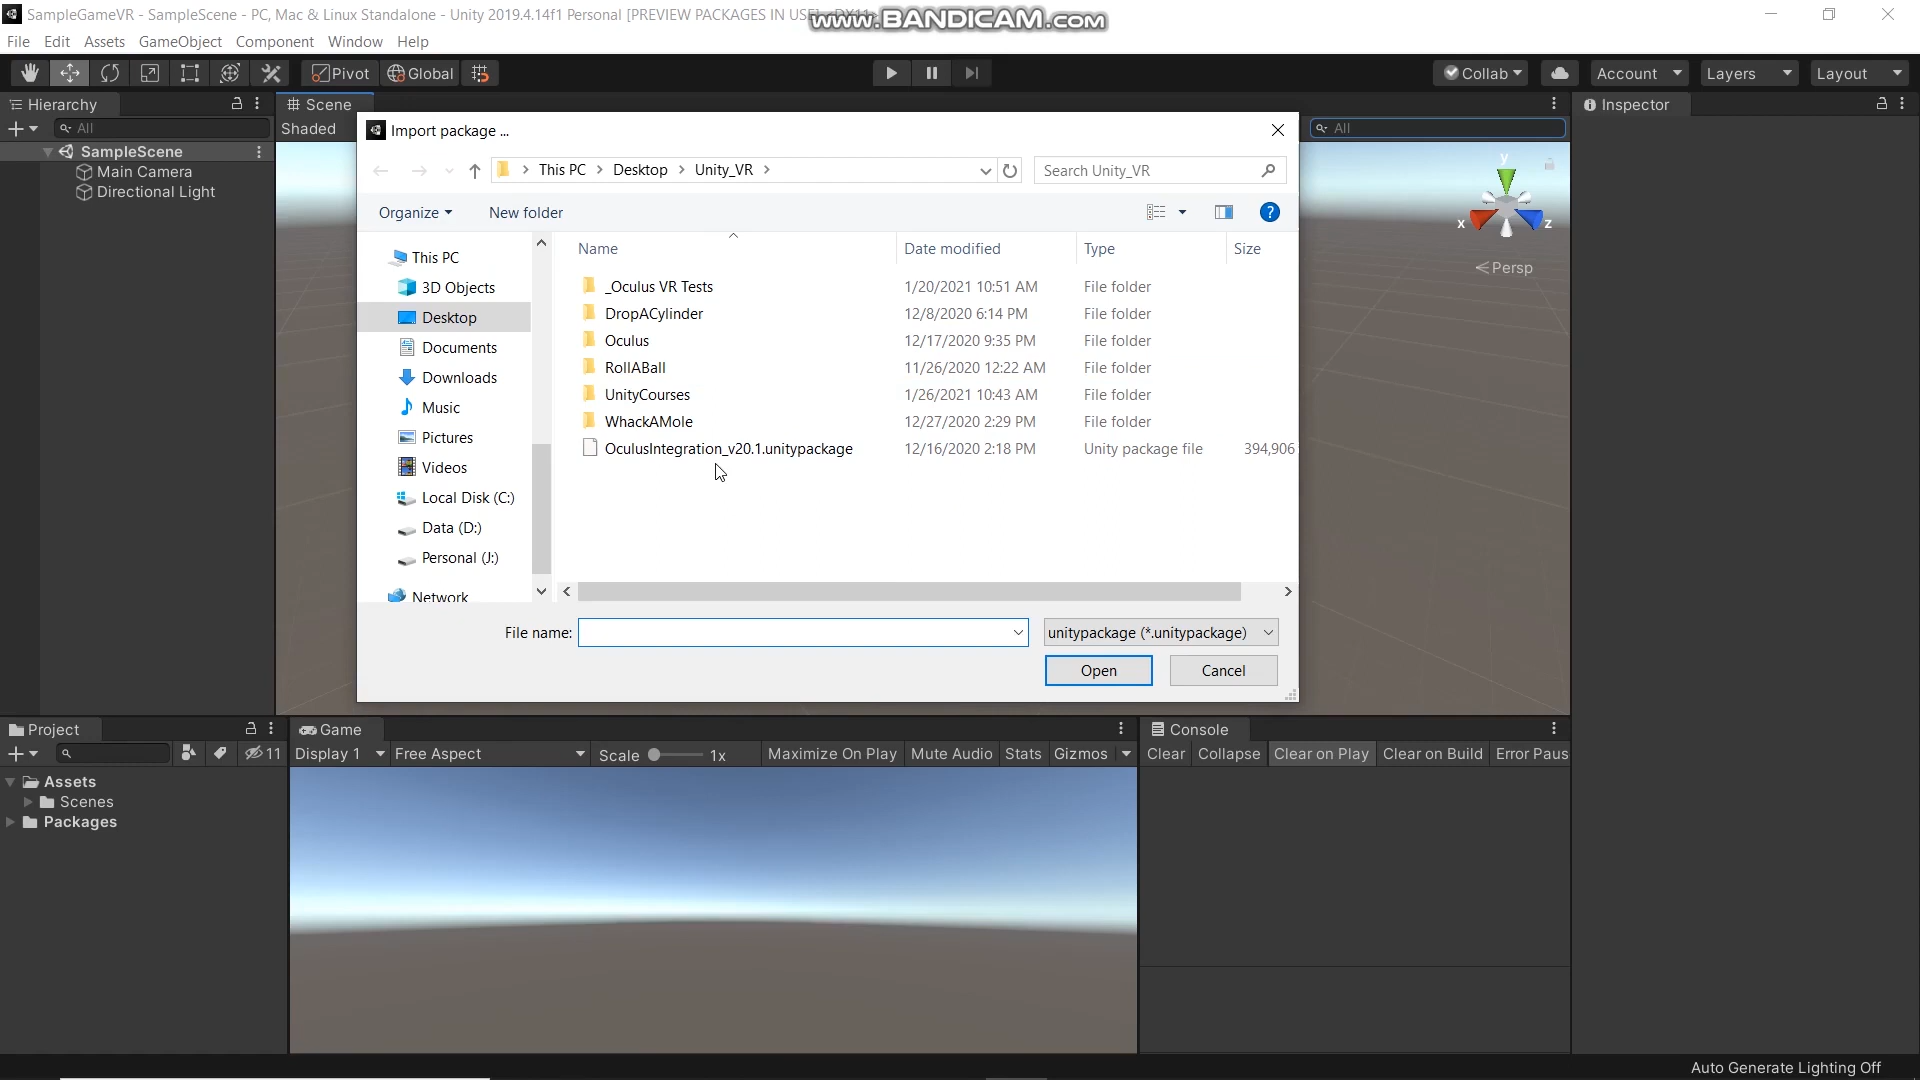 SampleGameVR - SampleScene - PC, Mac & Linux Standalone - Unity 2019.4.14f1 Personal [PREVIEW PACKAGES IN USE]
www.BANDICAM.com
File Edit Assets GameObject Component Window Help
Pivot Global Collab Account Layers Layout
Hierarchy
Scene
Inspector
All
Shaded
All
SampleScene
Main Camera
Directional Light
Import package ...
This PC > Desktop > Unity_VR >
Search Unity_VR
Organize New folder
?
This PC
3D Objects
Desktop
Documents
Downloads
Music
Pictures
Videos
Local Disk (C:)
Data (D:)
Personal (J:)
Network
Name Date modified Type Size
_Oculus VR Tests 1/20/2021 10:51 AM File folder
DropACylinder 12/8/2020 6:14 PM File folder
Oculus 12/17/2020 9:35 PM File folder
RollABall 11/26/2020 12:22 AM File folder
UnityCourses 1/26/2021 10:43 AM File folder
WhackAMole 12/27/2020 2:29 PM File folder
OculusIntegration_v20.1.unitypackage 12/16/2020 2:18 PM Unity package file 394,906
File name:
unitypackage (*.unitypackage)
Open Cancel
y
x z
Persp
Project
11
Assets
Scenes
Packages
Game
Display 1 Free Aspect Scale 1x Maximize On Play Mute Audio Stats Gizmos
Console
Clear Collapse Clear on Play Clear on Build Error Paus
Auto Generate Lighting Off